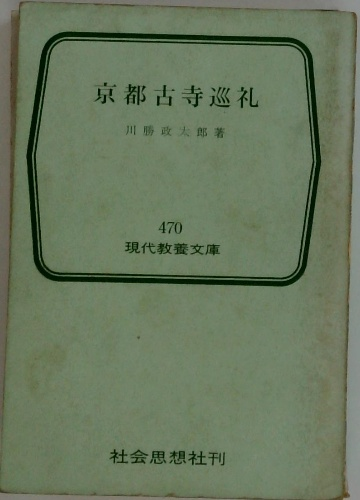 京都古寺巡礼
川勝政太郎著
470
現代教養文庫
社会思想社刊